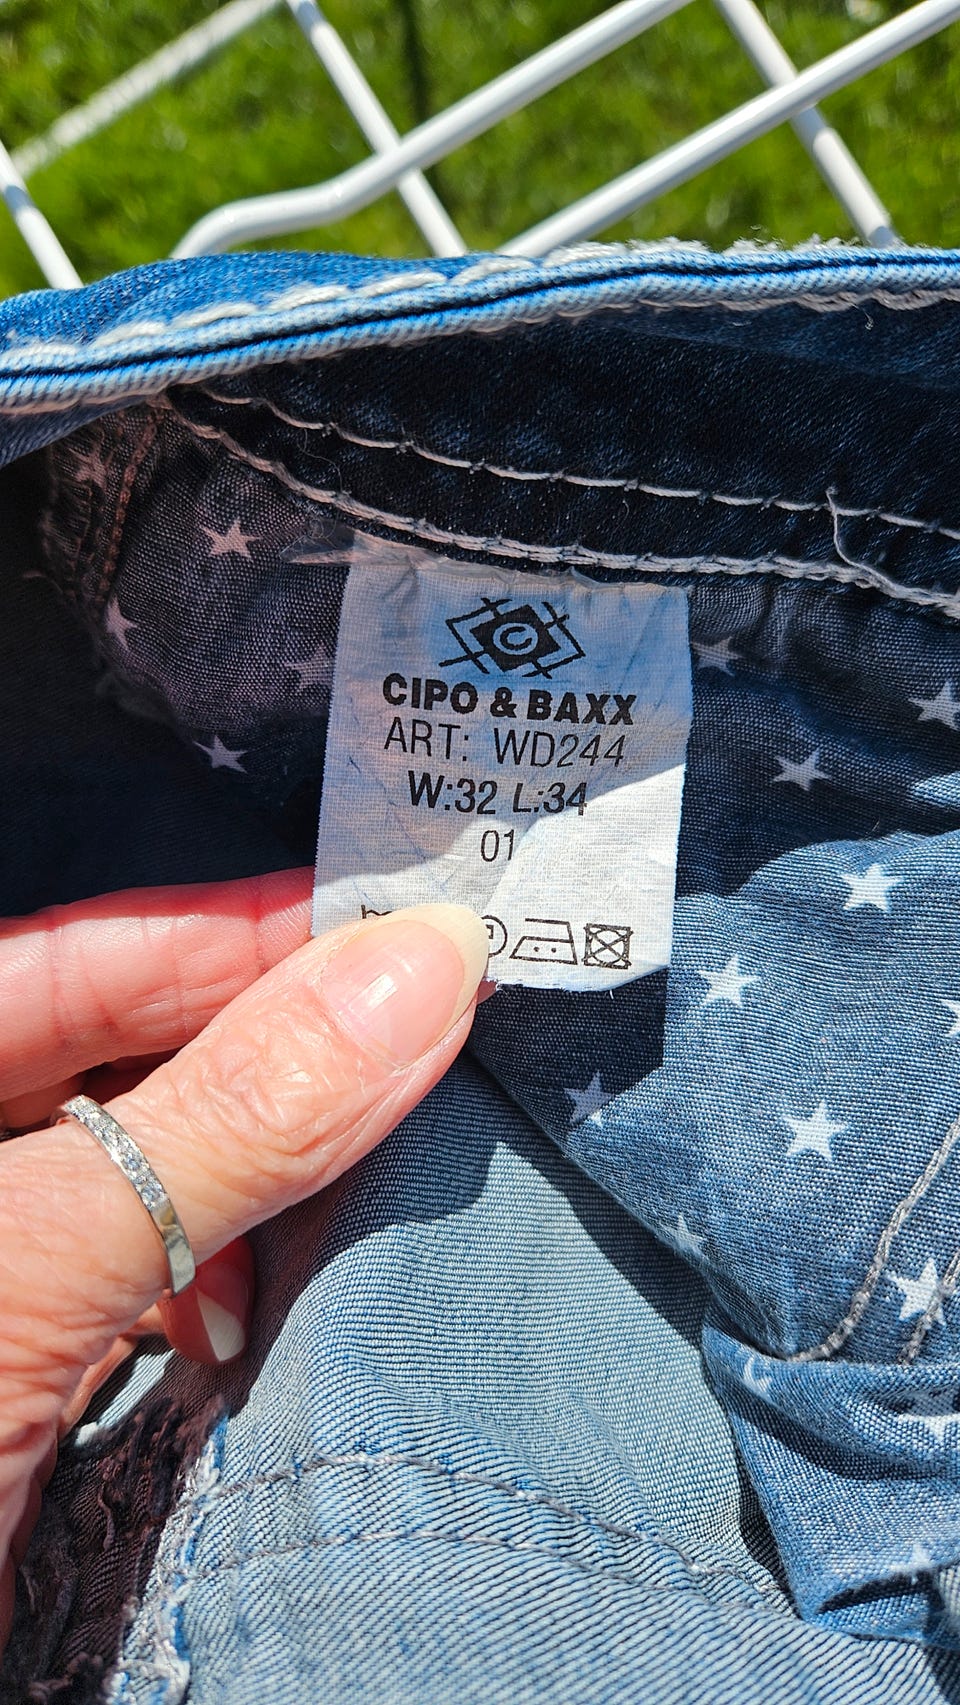 C
CIPO & BAXX
ART: WD244
W:32 L:34
01